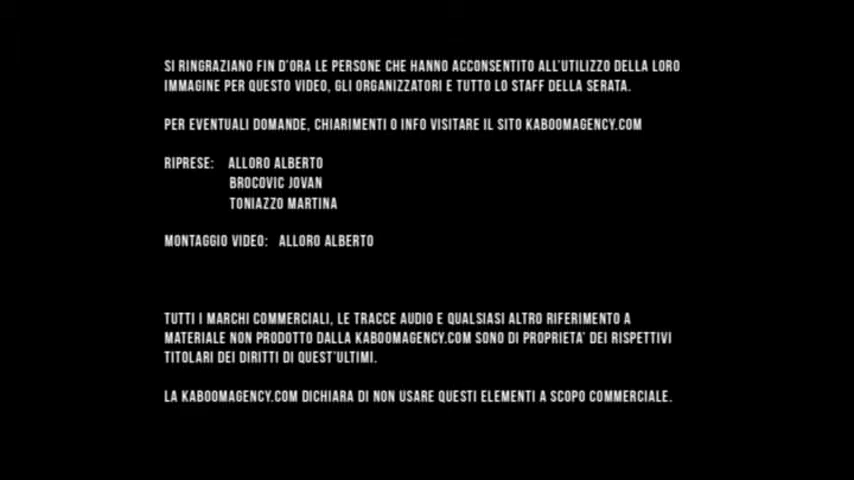 SI RINGRAZIANO FIN D'ORA LE PERSONE CHE HANNO ACCONSENTITO ALL'UTILIZZO DELLA LORO
IMMAGINE PER QUESTO VIDEO, GLI ORGANIZZATORI E TUTTO LO STAFF DELLA SERATA.
PER EVENTUALI DOMANDE, CHIARIMENTI O INFO VISITARE IL SITO KABOOMAGENCY.COM
RIPRESE: ALLORO ALBERTO
BROCOVIC JOVAN
TONIAZZO MARTINA
MONTAGGIO VIDEO: ALLORO ALBERTO
TUTTI I MARCHI COMMERCIALI, LE TRACCE AUDIO E QUALSIASI ALTRO RIFERIMENTO A
MATERIALE NON PRODOTTO DALLA KABOOMAGENCY.COM SONO DI PROPRIETA' DEI RISPETTIVI
TITOLARI DEI DIRITTI DI QUEST'ULTIMI.
LA KABOOMAGENCY.COM DICHIARA DI NON USARE QUESTI ELEMENTI A SCOPO COMMERCIALE.